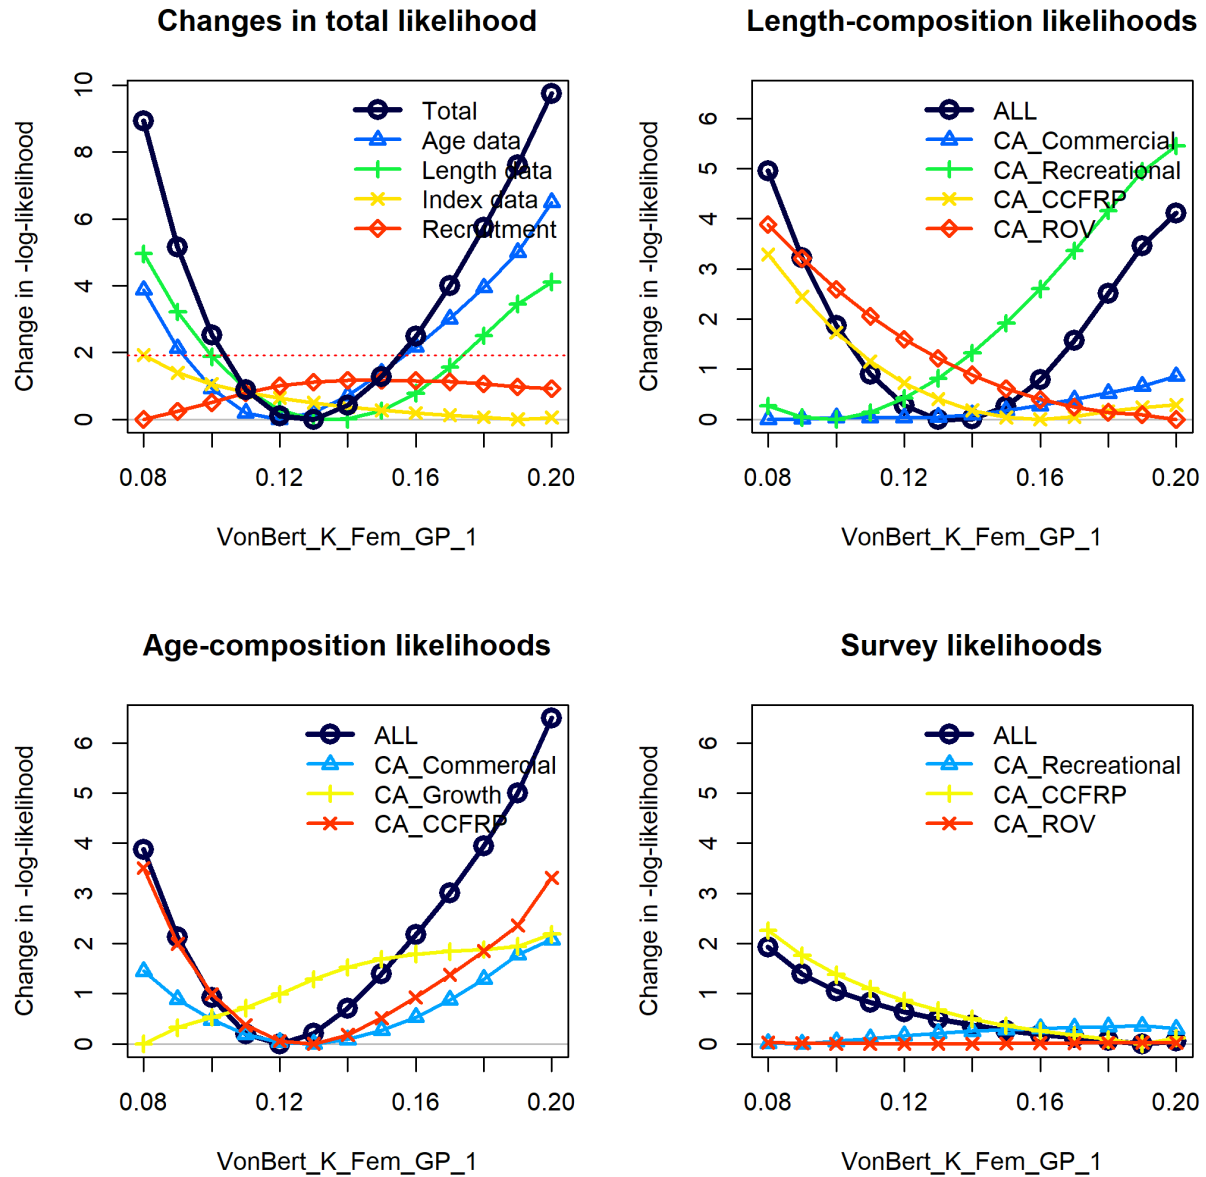 Changes in total likelihood
Change in -log-likelihood
10
8
6
4
2
0
Total
Age data
Length data
Index data
Recruitment
0.08
0.12
0.16
0.20
VonBert_K_Fem_GP_1
Length-composition likelihoods
Change in -log-likelihood
6
5
4
3
2
1
0
ALL
CA_Commercial
CA_Recreational
CA_CCFRP
CA_ROV
0.08
0.12
0.16
0.20
VonBert_K_Fem_GP_1
Age-composition likelihoods
Change in -log-likelihood
6
5
4
3
2
1
0
ALL
CA_Commercial
CA_Growth
CA_CCFRP
0.08
0.12
0.16
0.20
VonBert_K_Fem_GP_1
Survey likelihoods
Change in -log-likelihood
6
5
4
3
2
1
0
ALL
CA_Recreational
CA_CCFRP
CA_ROV
0.08
0.12
0.16
0.20
VonBert_K_Fem_GP_1